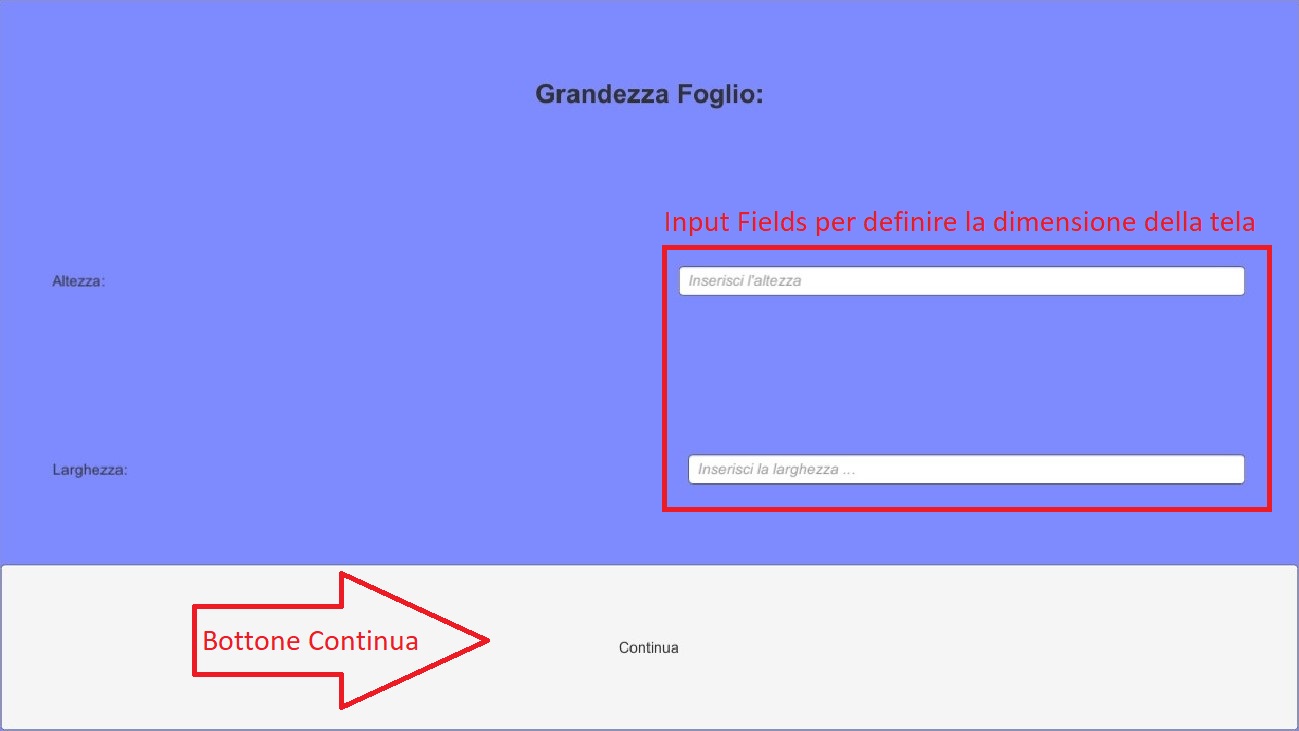 Grandezza Foglio:
Input Fields per definire la dimensione della tela
Altezza:
Inserisci l'altezza
Larghezza:
Inserisci la larghezza ...
Bottone Continua
Continua